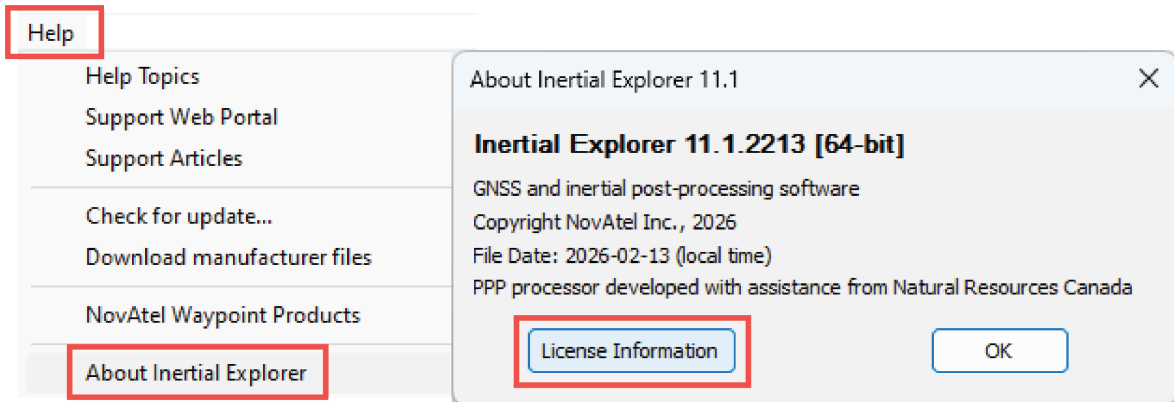 Help
Help Topics
Support Web Portal
Support Articles
Check for update...
Download manufacturer files
NovAtel Waypoint Products
About Inertial Explorer
About Inertial Explorer 11.1
Inertial Explorer 11.1.2213 [64-bit]
GNSS and inertial post-processing software
Copyright NovAtel Inc., 2026
File Date: 2026-02-13 (local time)
PPP processor developed with assistance from Natural Resources Canada
License Information
OK